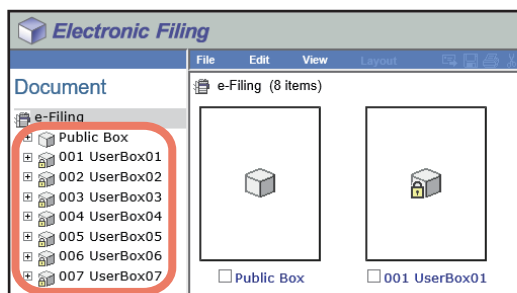 Electronic Filing
File Edit View Layout
Document
e-Filing (8 items)
e-Filing
Public Box
001 UserBox01
002 UserBox02
003 UserBox03
004 UserBox04
005 UserBox05
006 UserBox06
007 UserBox07
Public Box
001 UserBox01